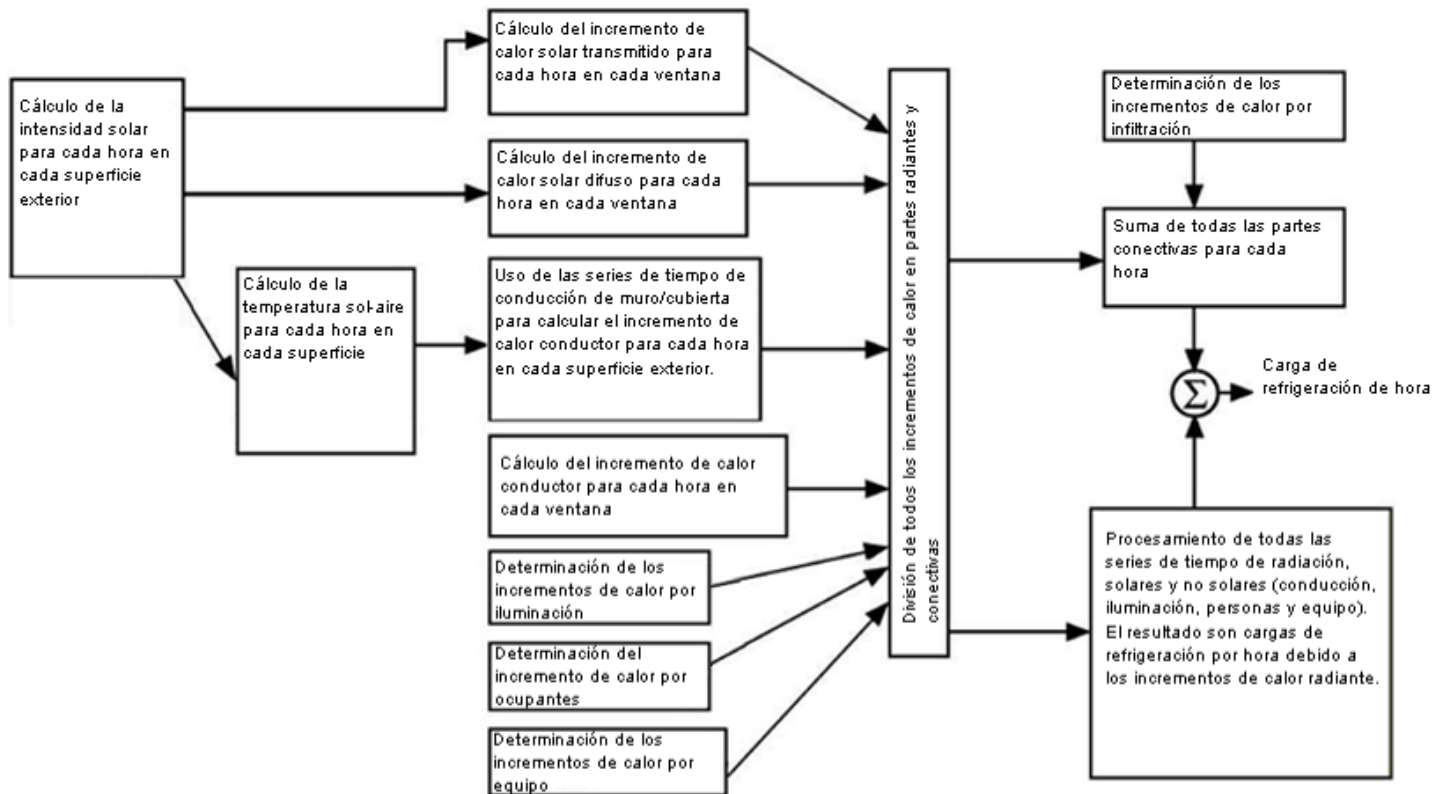 Cálculo de la
intensidad solar
para cada hora en
cada superficie
exterior
Cálculo del incremento de
calor solar transmitido para
cada hora en cada ventana
Cálculo del incremento de
calor solar difuso para cada
hora en cada ventana
Cálculo de la
temperatura sol-aire
para cada hora en
cada superficie
Uso de las series de tiempo de
conducción de muro/cubierta
para calcular el incremento de
calor conductor para cada hora
en cada superficie exterior.
Cálculo del incremento de calor
conductor para cada hora en
cada ventana
Determinación de los
incrementos de calor por
iluminación
Determinación del
incremento de calor por
ocupantes
Determinación de los
incrementos de calor por
equipo
División de todos los incrementos de calor en partes radiantes y
conectivas
Determinación de los
incrementos de calor por
infiltración
Suma de todas las partes
conectivas para cada
hora
Σ
Carga de
refrigeración de hora
Procesamiento de todas las
series de tiempo de radiación,
solares y no solares (conducción,
iluminación, personas y equipo).
El resultado son cargas de
refrigeración por hora debido a
los incrementos de calor radiante.